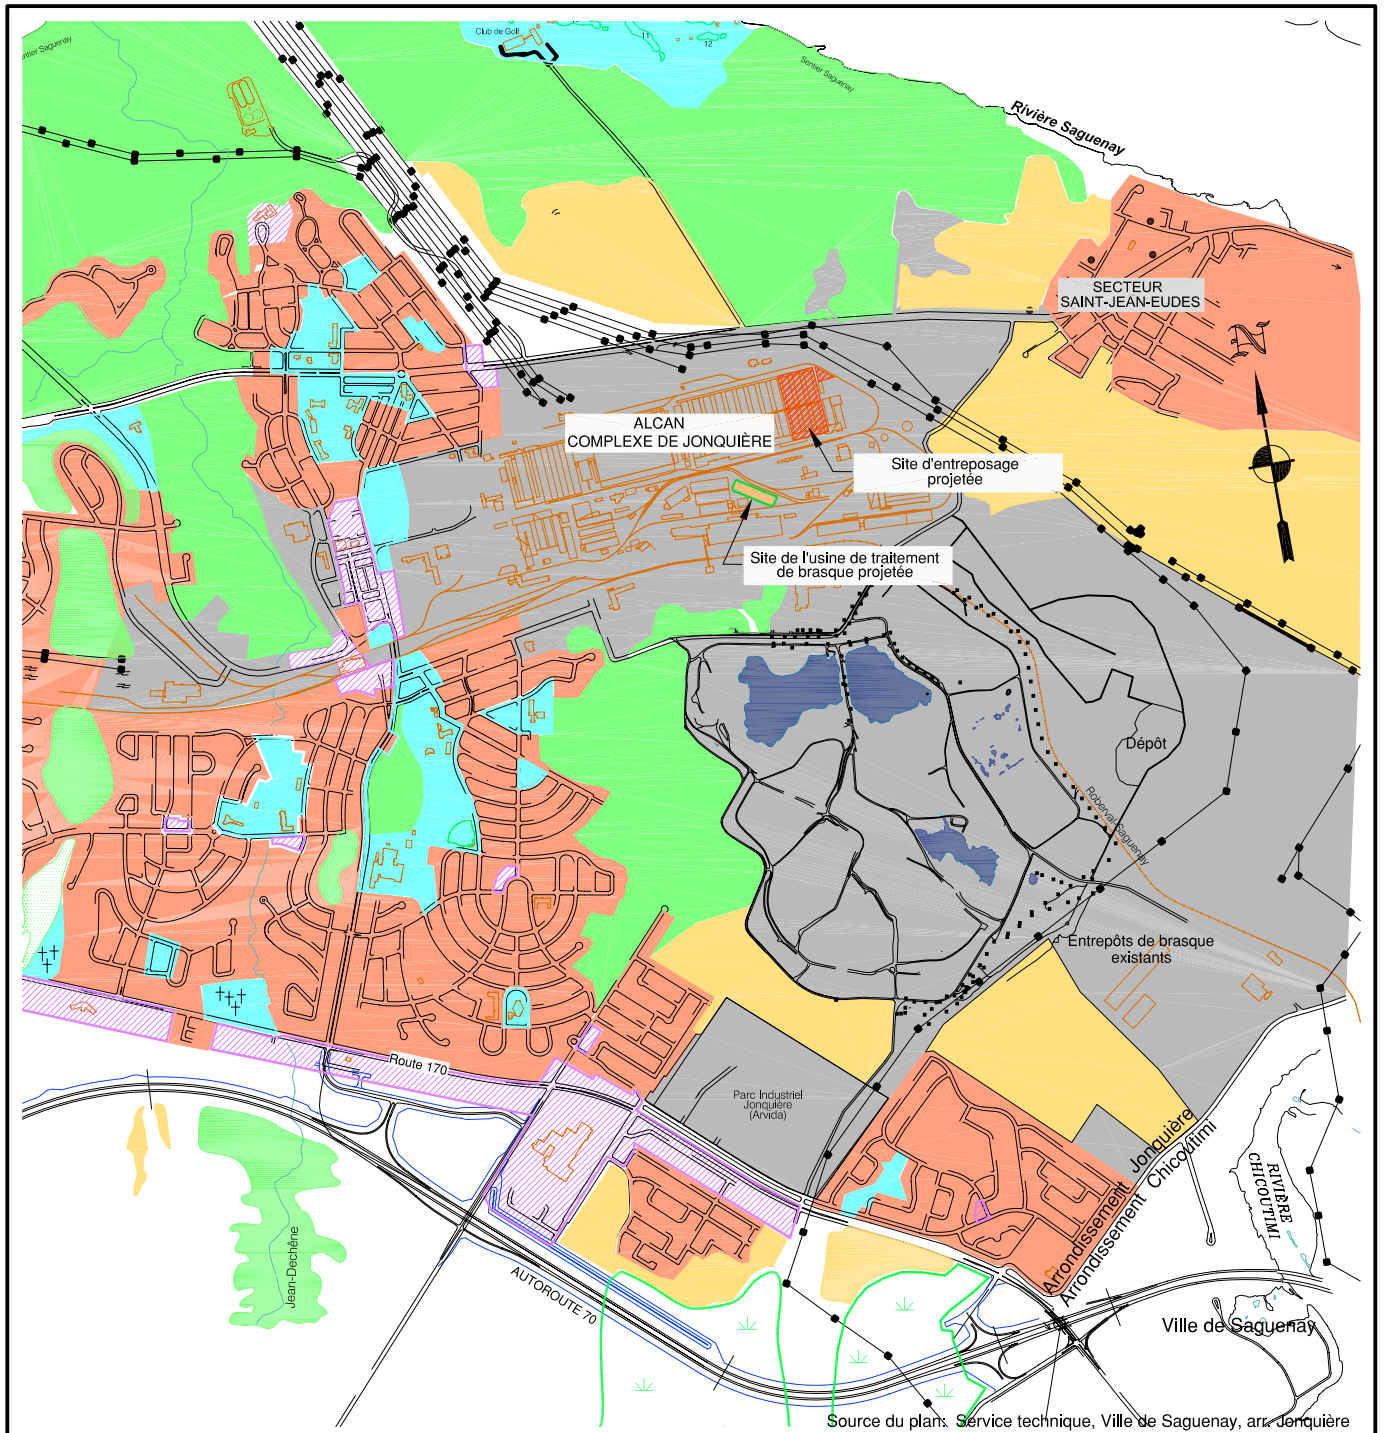 Sentier Saguenay
Club de Golf
11
12
Sentier Saguenay
Rivière Saguenay
SECTEUR
SAINT-JEAN-EUDES
N
ALCAN
COMPLEXE DE JONQUIÈRE
Site d'entreposage
projetée
Site de l'usine de traitement
de brasque projetée
Dépôt
Roberval-Saguenay
Entrepôts de brasque
existants
Route 170
Parc Industriel
Jonquière
(Arvida)
Arrondissement Jonquière
Arrondissement Chicoutimi
RIVIÈRE
CHICOUTIMI
Jean-Dechêne
AUTOROUTE 70
Ville de Saguenay
Source du plan: Service technique, Ville de Saguenay, arr. Jonquière